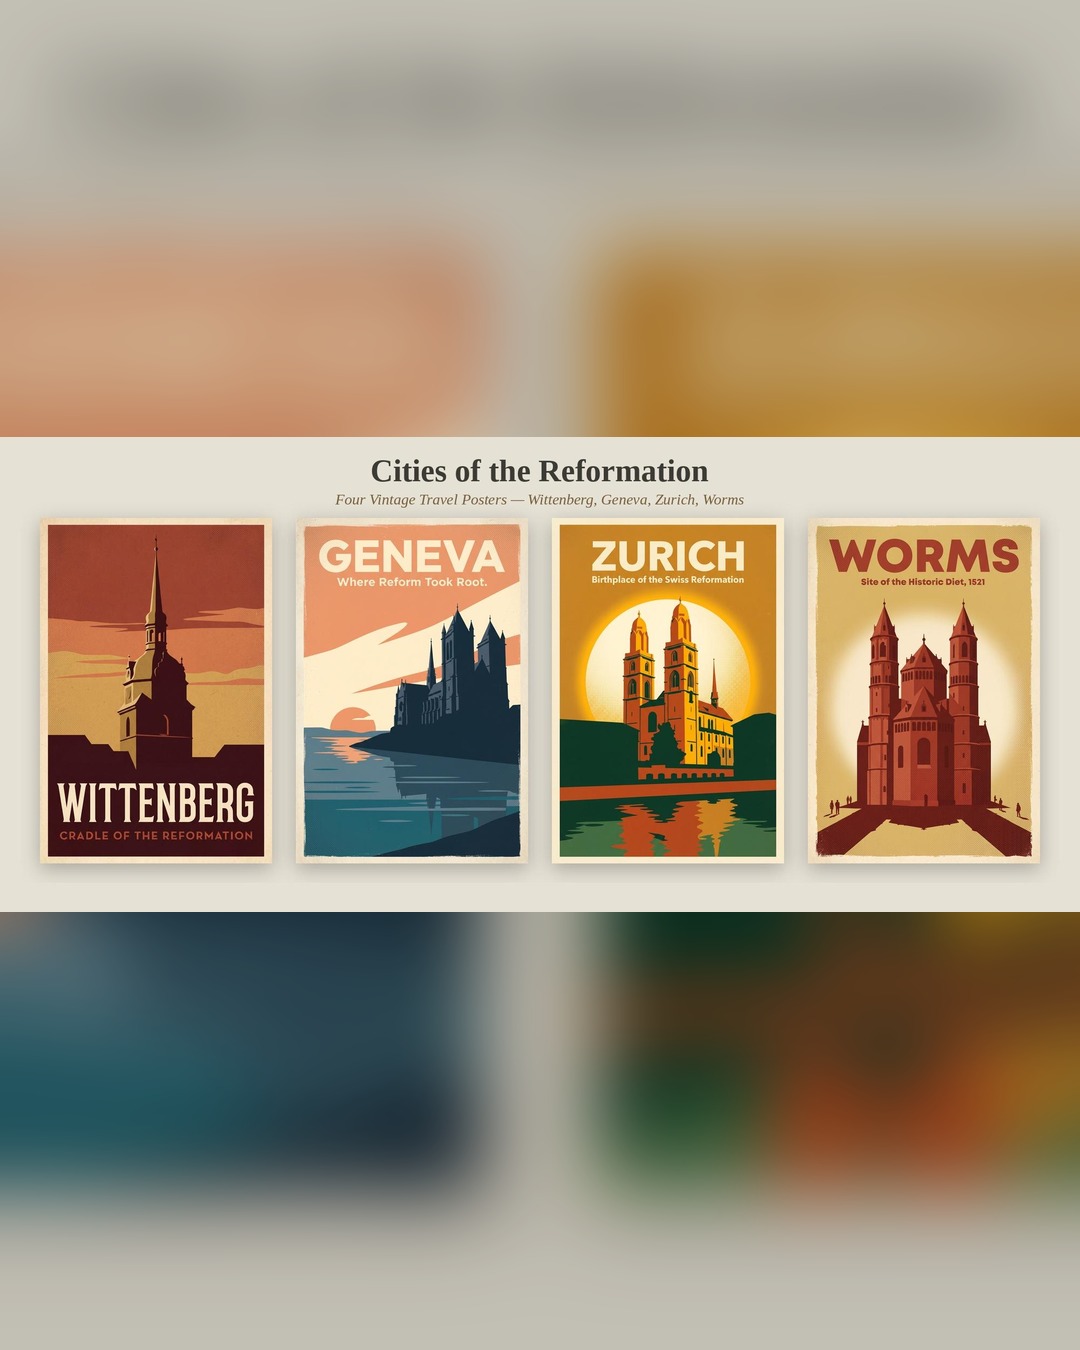 Cities of the Reformation
Four Vintage Travel Posters — Wittenberg, Geneva, Zurich, Worms
WITTENBERG
CRADLE OF THE REFORMATION
GENEVA
Where Reform Took Root.
ZURICH
Birthplace of the Swiss Reformation
WORMS
Site of the Historic Diet, 1521